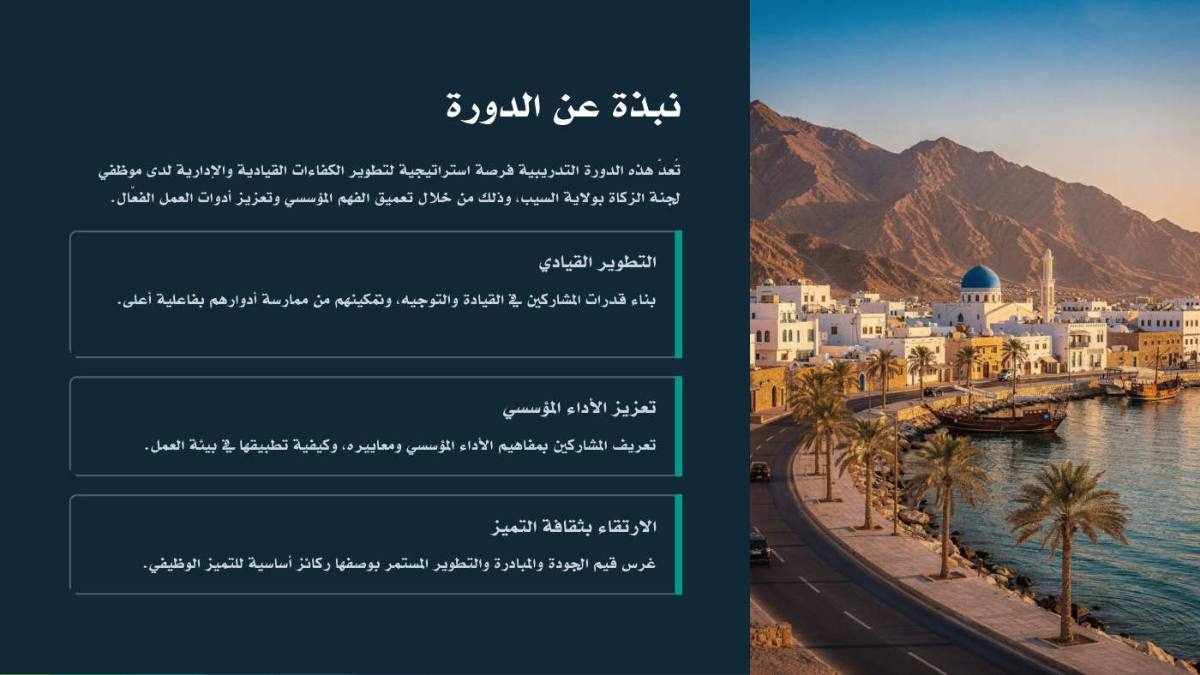 نبذة عن الدورة
تُعدّ هذه الدورة التدريبية فرصة استراتيجية لتطوير الكفاءات القيادية والإدارية لدى موظفي
لجنة الزكاة بولاية السيب، وذلك من خلال تعميق الفهم المؤسسي وتعزيز أدوات العمل الفعّال.
التطوير القيادي
بناء قدرات المشاركين في القيادة والتوجيه، وتمكينهم من ممارسة أدوارهم بفاعلية أعلى.
تعزيز الأداء المؤسسي
تعريف المشاركين بمفاهيم الأداء المؤسسي ومعاييره، وكيفية تطبيقها في بيئة العمل.
الارتقاء بثقافة التميز
غرس قيم الجودة والمبادرة والتطوير المستمر بوصفها ركائز أساسية للتميز الوظيفي.